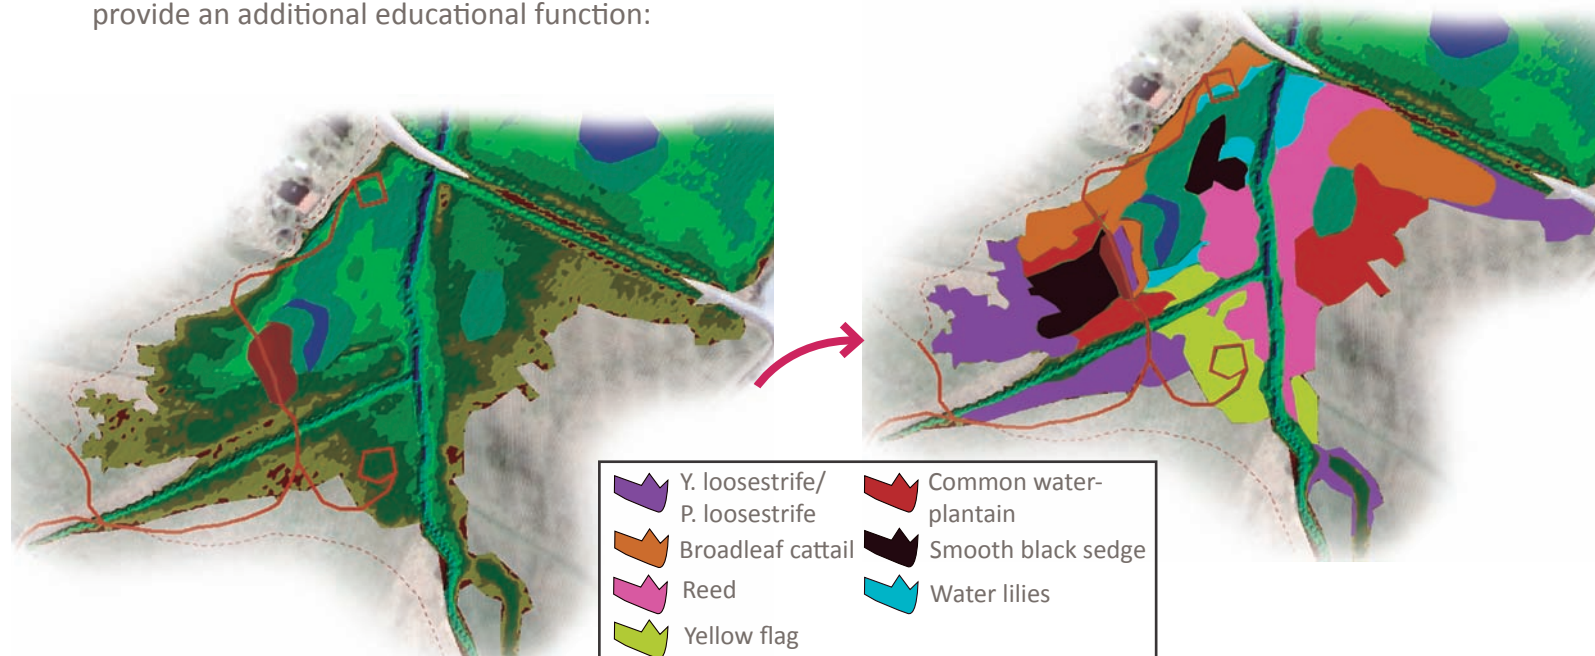 provide an additional educational function:
Y. loosestrife/
P. loosestrife
Broadleaf cattail
Reed
Yellow flag
Common water-
plantain
Smooth black sedge
Water lilies